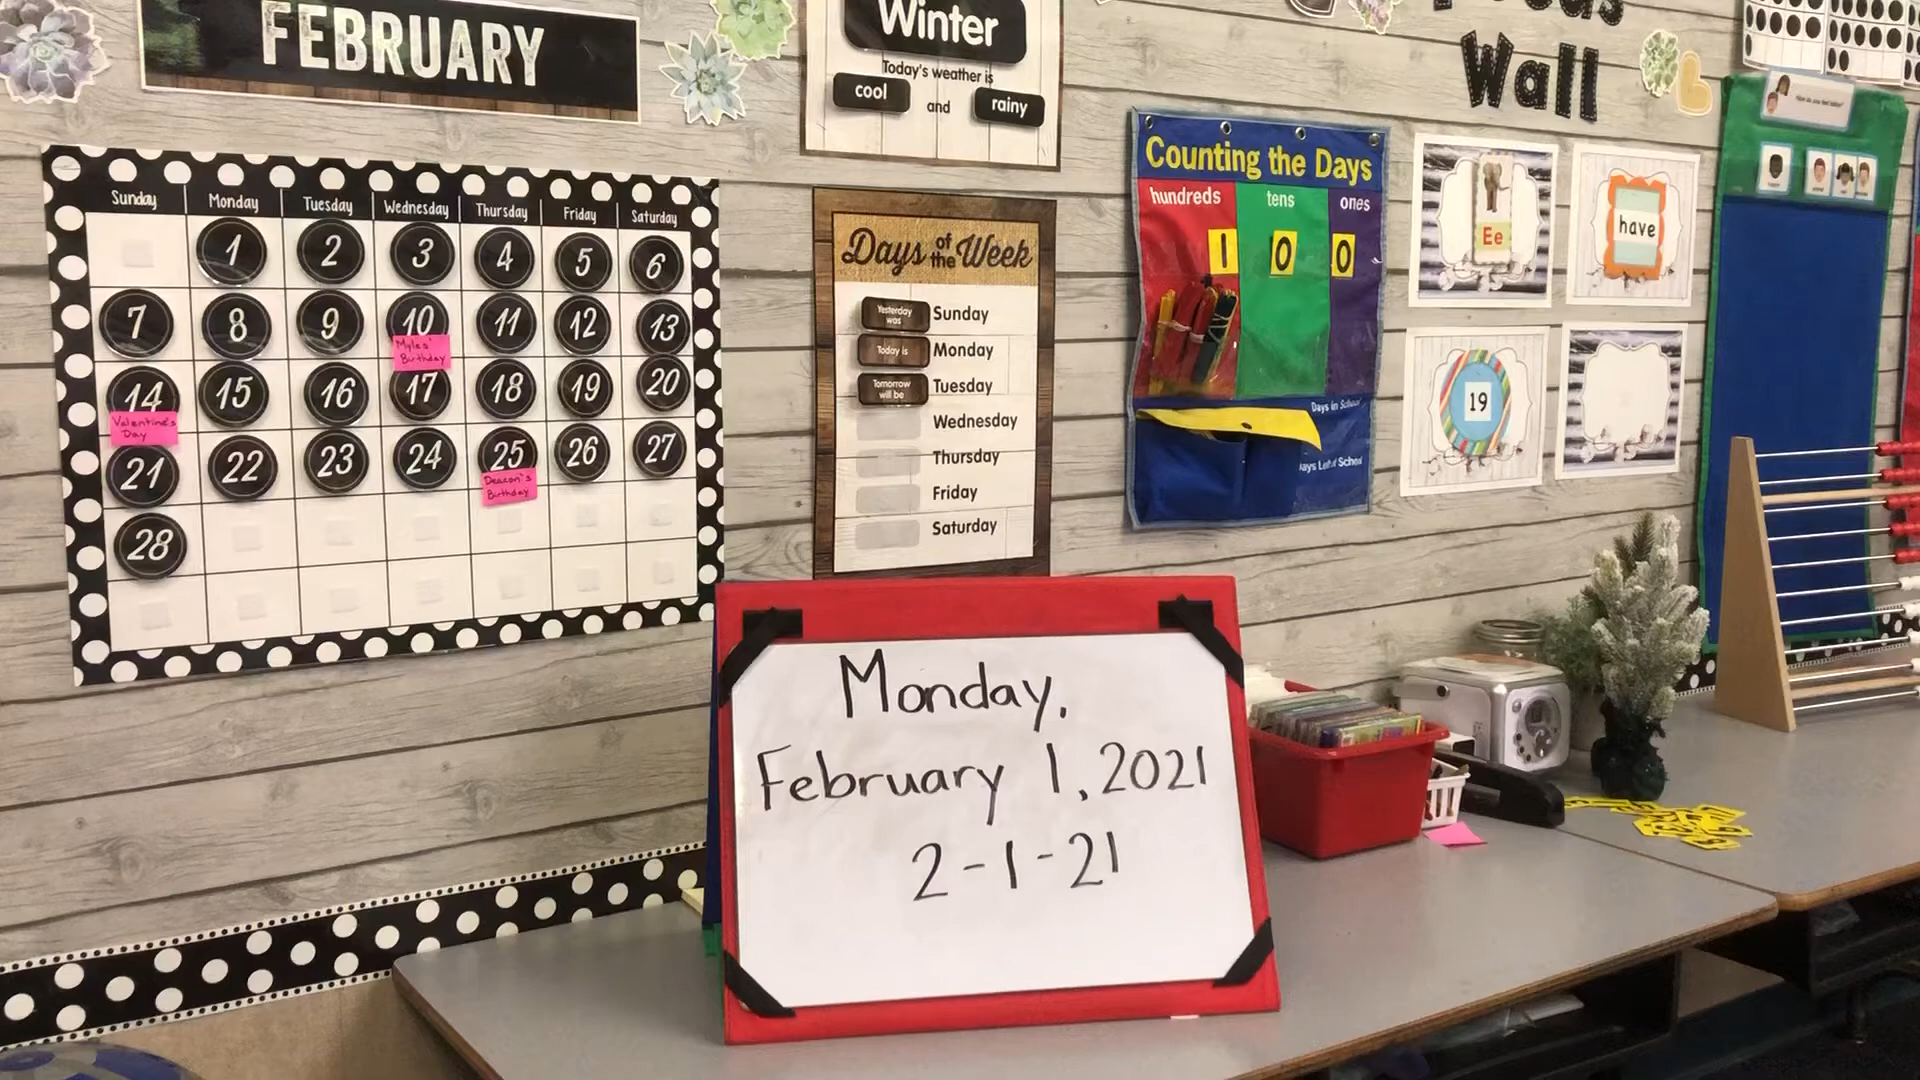 FEBRUARY
Sunday Monday Tuesday Wednesday Thursday Friday Saturday
1 2 3 4 5 6
7 8 9 10 11 12 13
Myles'
Birthday
14 15 16 17 18 19 20
Valentine's
Day
21 22 23 24 25 26 27
Deacon's
Birthday
28
Winter
Today's weather is
cool and rainy
Days of the Week
Yesterday was Sunday
Today is Monday
Tomorrow will be Tuesday
Wednesday
Thursday
Friday
Saturday
Counting the Days
hundreds tens ones
1 0 0
Days in School
ays Left of School
Wall
Ee
have
19
Monday,
February 1, 2021
2-1-21